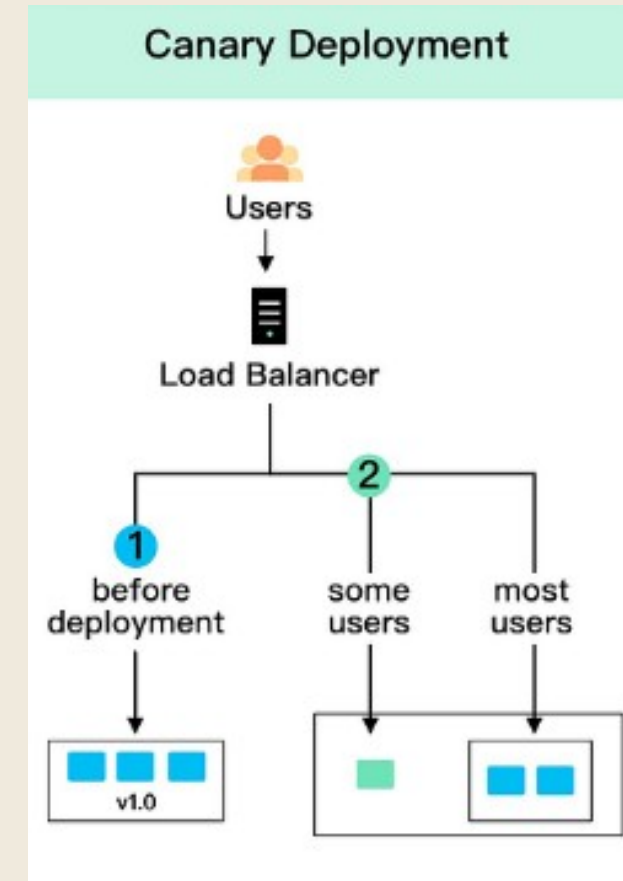 Canary Deployment
Users
Load Balancer
2
1
before
deployment
some
users
most
users
v1.0